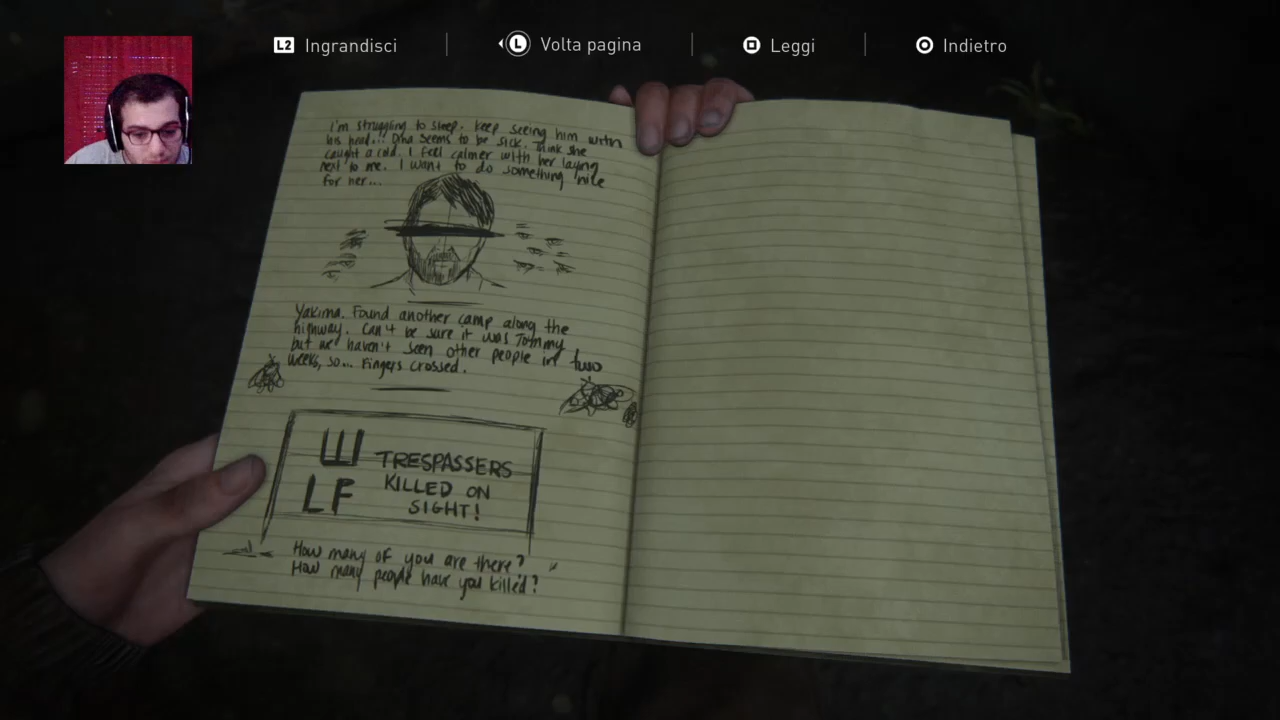 L2 Ingrandisci
L Volta pagina
Leggi
Indietro
I'm struggling to sleep. Keep seeing him with
his head... Dina seems to be sick. Think she
caught a cold. I feel calmer with her laying
next to me. I want to do something nice
for her...
Yakima. Found another camp along the
highway. Can't be sure it was Tommy
but we haven't seen other people in two
weeks, so... Fingers crossed.
W TRESPASSERS
LF KILLED ON
SIGHT!
How many of you are there?
How many people have you killed?